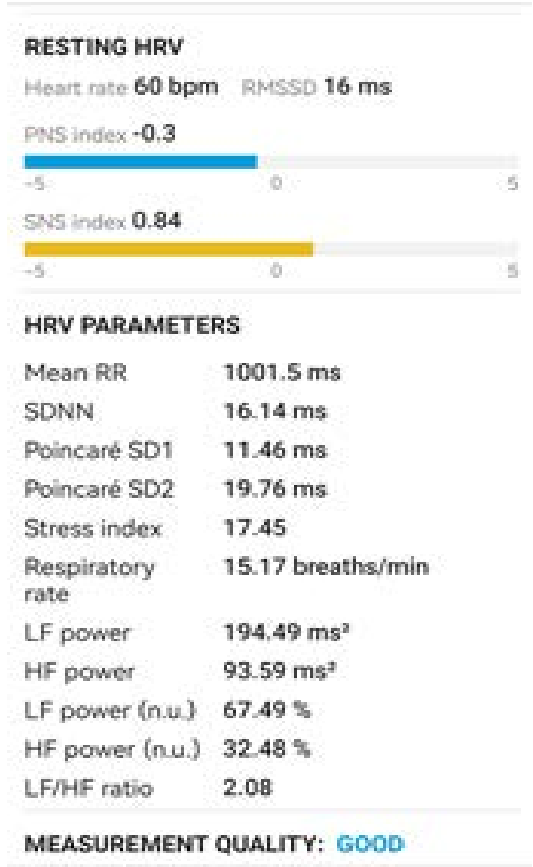 RESTING HRV
Heart rate 60 bpm RMSSD 16 ms
PNS index -0.3
-5 0 5
SNS index 0.84
-5 0 5
HRV PARAMETERS
Mean RR 1001.5 ms
SDNN 16.14 ms
Poincaré SD1 11.46 ms
Poincaré SD2 19.76 ms
Stress index 17.45
Respiratory 15.17 breaths/min
rate
LF power 194.49 ms²
HF power 93.59 ms²
LF power (n.u.) 67.49 %
HF power (n.u.) 32.48 %
LF/HF ratio 2.08
MEASUREMENT QUALITY: GOOD